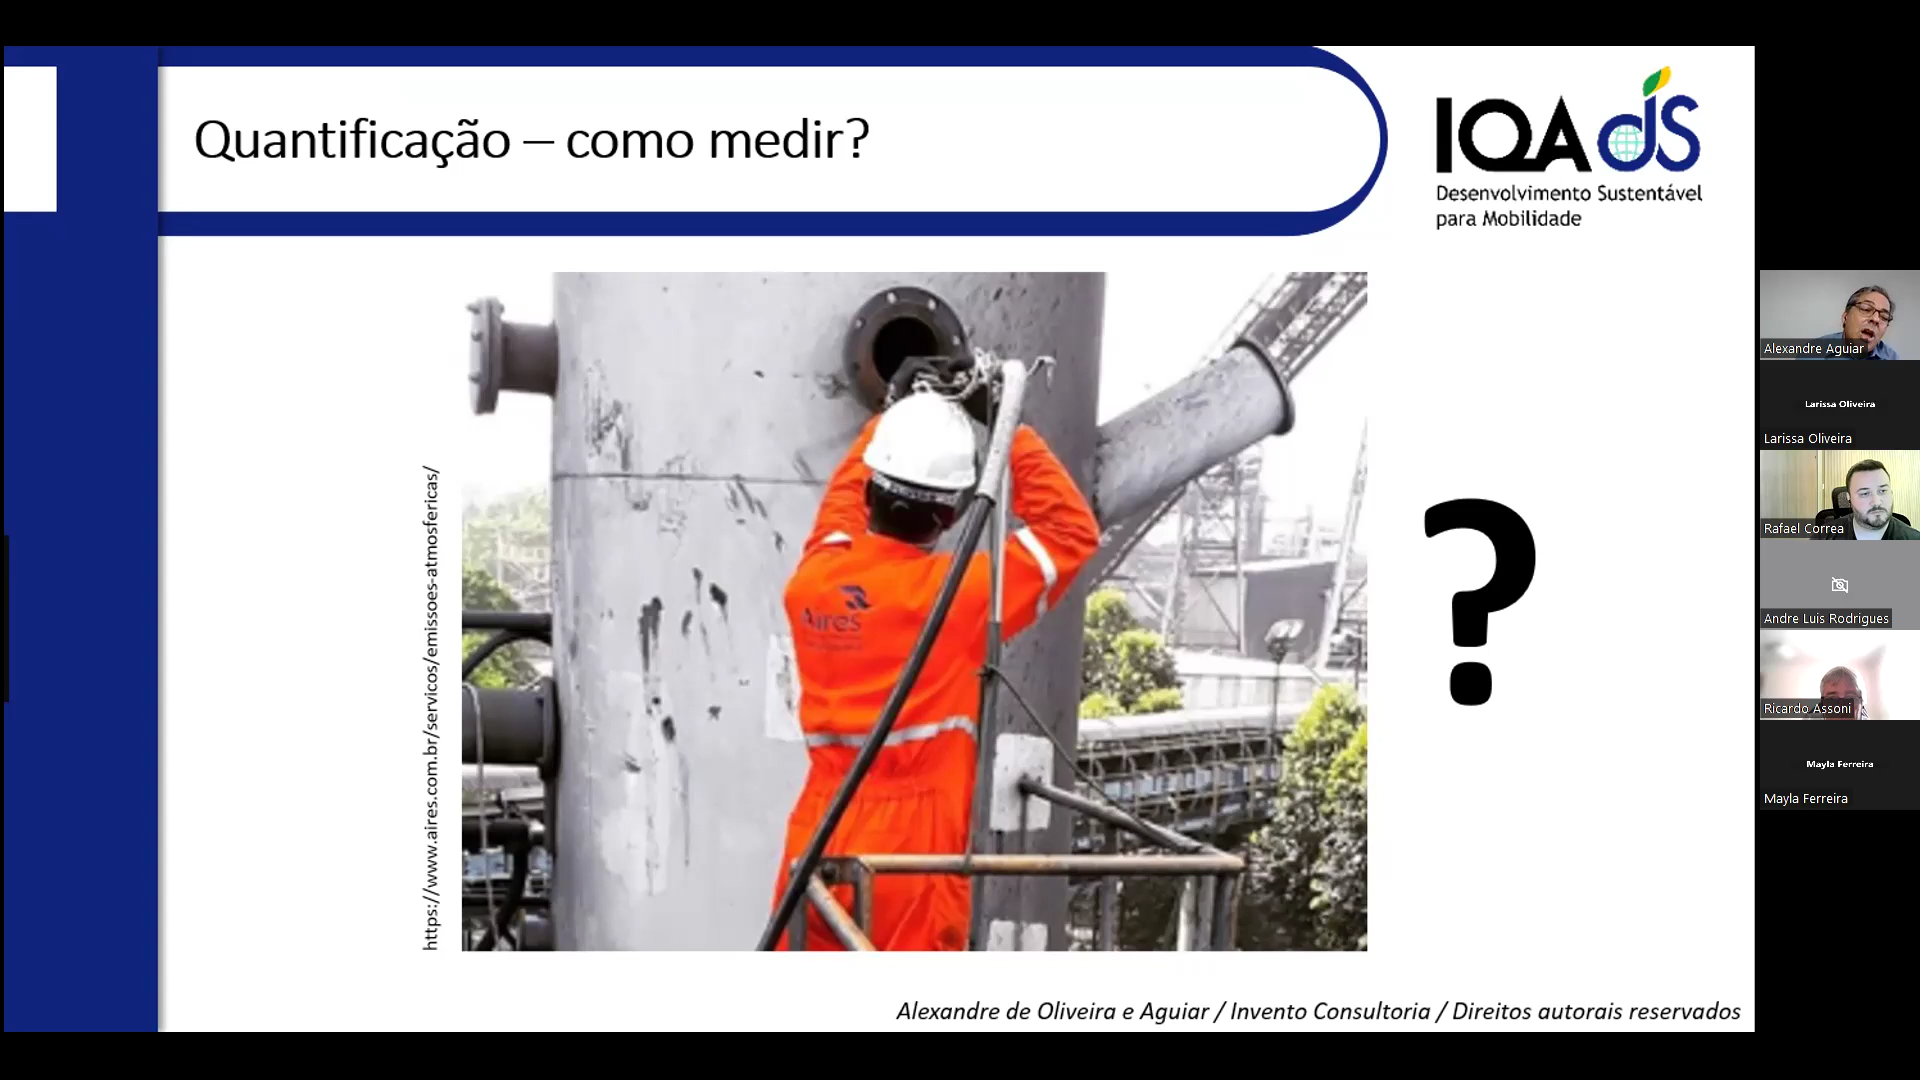 Quantificação – como medir?
IQAdS
Desenvolvimento Sustentável
para Mobilidade
https://www.aires.com.br/servicos/emissoes-atmosfericas/
Aires
?
Alexandre de Oliveira e Aguiar / Invento Consultoria / Direitos autorais reservados
Alexandre Aguiar
Larissa Oliveira
Larissa Oliveira
Rafael Correa
Andre Luis Rodrigues
Ricardo Assoni
Mayla Ferreira
Mayla Ferreira